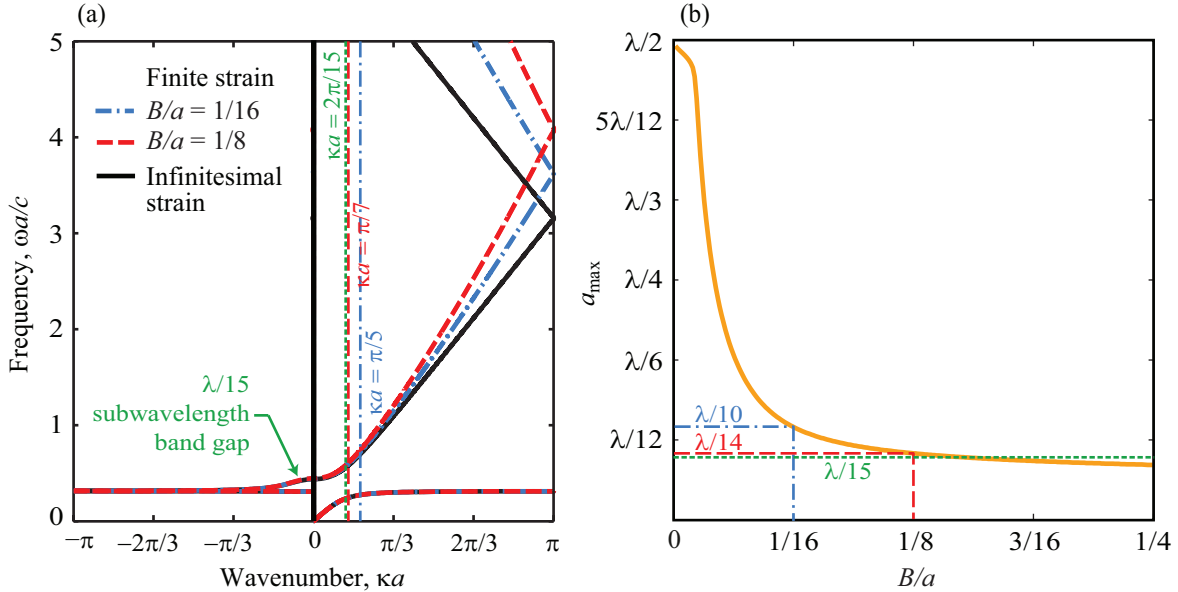 (a)
5
4
3
2
1
0
Frequency, ωa/c
Finite strain
B/a = 1/16
B/a = 1/8
Infinitesimal
strain
κa = 2π/15
κa = π/7
κa = π/5
λ/15
subwavelength
band gap
−π
−2π/3
−π/3
0
π/3
2π/3
π
Wavenumber, κa
(b)
λ/2
5λ/12
λ/3
λ/4
λ/6
λ/12
a_max
λ/10
λ/14
λ/15
0
1/16
1/8
3/16
1/4
B/a